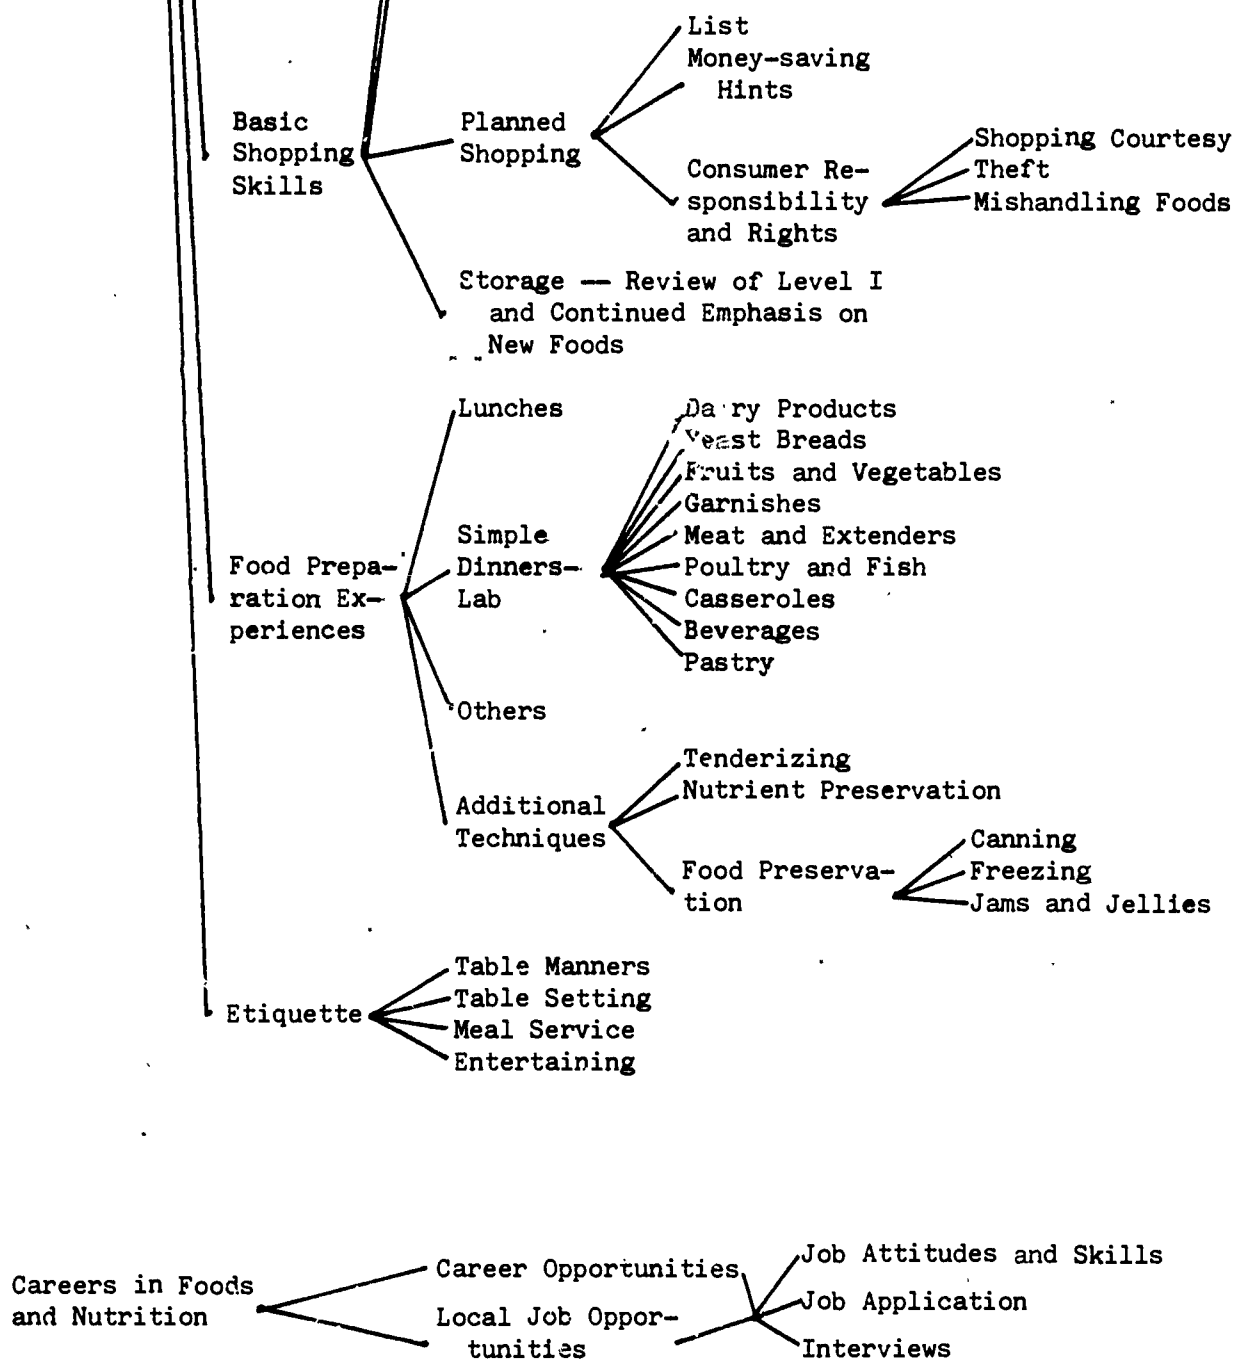 List
Money-saving
Hints
Basic
Shopping
Skills
Planned
Shopping
Consumer Re-
sponsibility
and Rights
Shopping Courtesy
Theft
Mishandling Foods
Storage -- Review of Level I
and Continued Emphasis on
New Foods
Food Prepa-
ration Ex-
periences
Lunches
Simple
Dinners-
Lab
Dairy Products
Yeast Breads
Fruits and Vegetables
Garnishes
Meat and Extenders
Poultry and Fish
Casseroles
Beverages
Pastry
Others
Additional
Techniques
Tenderizing
Nutrient Preservation
Food Preserva-
tion
Canning
Freezing
Jams and Jellies
Etiquette
Table Manners
Table Setting
Meal Service
Entertaining
Careers in Foods
and Nutrition
Career Opportunities
Local Job Oppor-
tunities
Job Attitudes and Skills
Job Application
Interviews